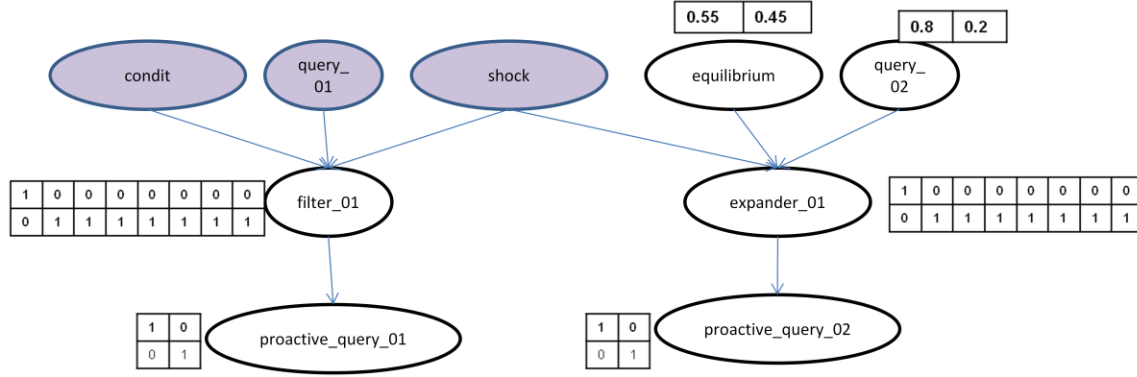 0.55 0.45
0.8 0.2
condit
query_
01
shock
equilibrium
query_
02
1 0 0 0 0 0 0 0
0 1 1 1 1 1 1 1
filter_01
expander_01
1 0 0 0 0 0 0 0
0 1 1 1 1 1 1 1
1 0
0 1
proactive_query_01
1 0
0 1
proactive_query_02